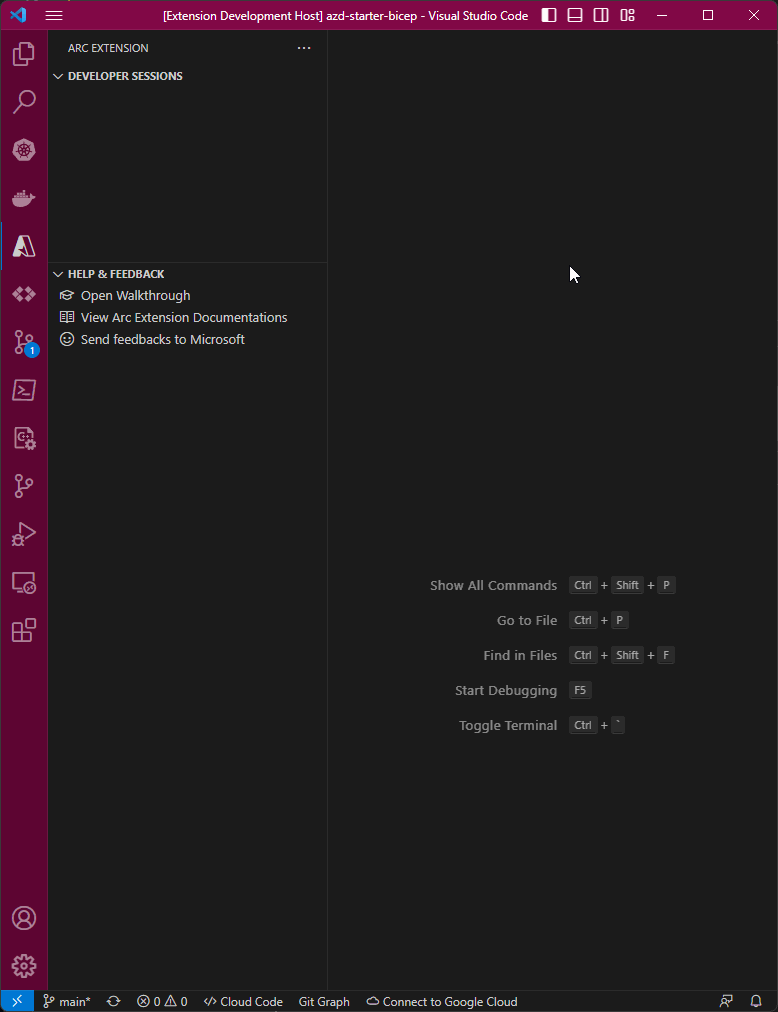 [Extension Development Host] azd-starter-bicep - Visual Studio Code
ARC EXTENSION
DEVELOPER SESSIONS
HELP & FEEDBACK
Open Walkthrough
View Arc Extension Documentations
Send feedbacks to Microsoft
1
Show All Commands Ctrl + Shift + P
Go to File Ctrl + P
Find in Files Ctrl + Shift + F
Start Debugging F5
Toggle Terminal Ctrl + `
main* 0 0 Cloud Code Git Graph Connect to Google Cloud